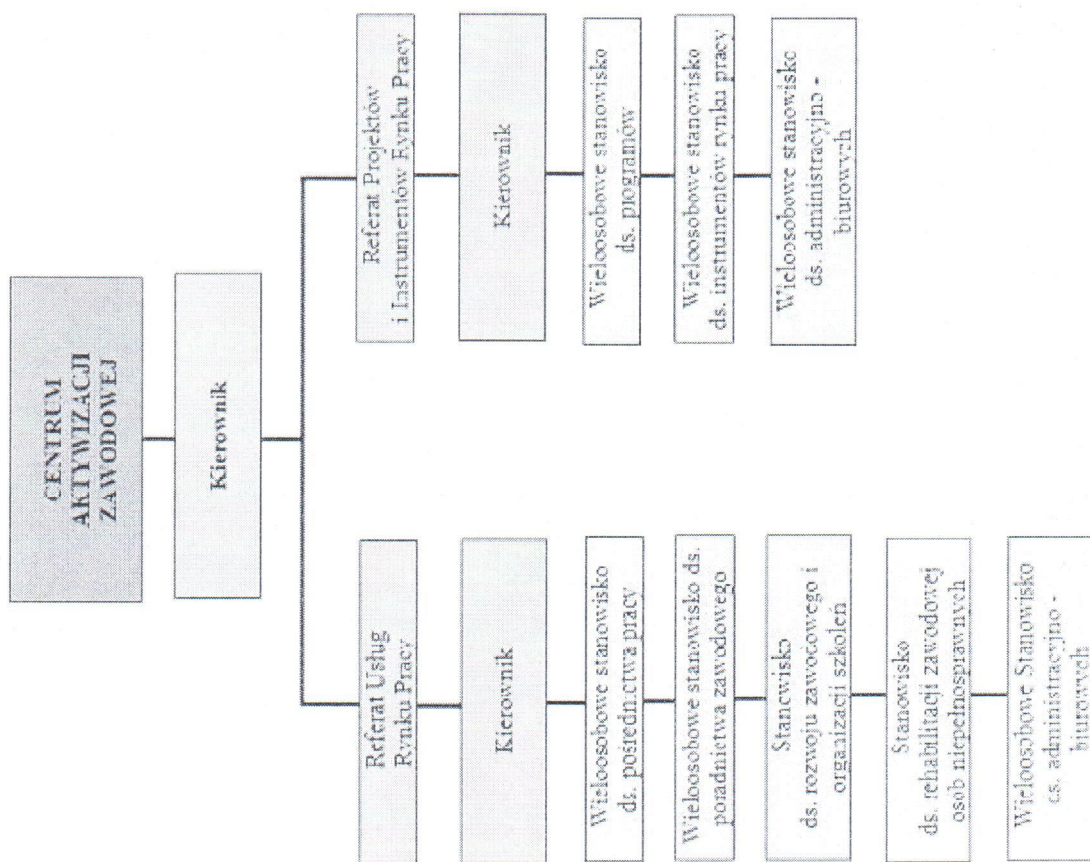 CENTRUM
AKTYWIZACJI
ZAWODOWEJ
Kierownik
Referat Usług
Rynku Pracy
Kierownik
Wieloosobowe stanowisko
ds. pośrednictwa pracy
Wieloosobowe stanowisko ds.
poradnictwa zawodowego
Stanowisko
ds. rozwoju zawodowego i
organizacji szkoleń
Stanowisko
ds. rehabilitacji zawodowej
osob niepełnosprawnych
Wieloosobowe Stanowisko
ds. administracyjno -
biurowych
Referat Projektów
i Instrumentów Rynku Pracy
Kierownik
Wieloosobowe stanowisko
ds. programów
Wieloosobowe stanowisko
ds. instrumentów rynku pracy
Wieloosobowe stanowisko
ds. administracyjno -
biurowych